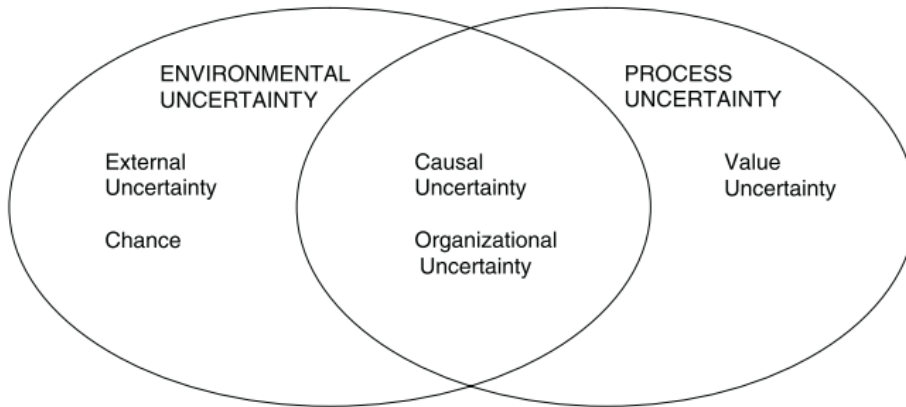 ENVIRONMENTAL
UNCERTAINTY
PROCESS
UNCERTAINTY
External
Uncertainty
Chance
Causal
Uncertainty
Organizational
Uncertainty
Value
Uncertainty